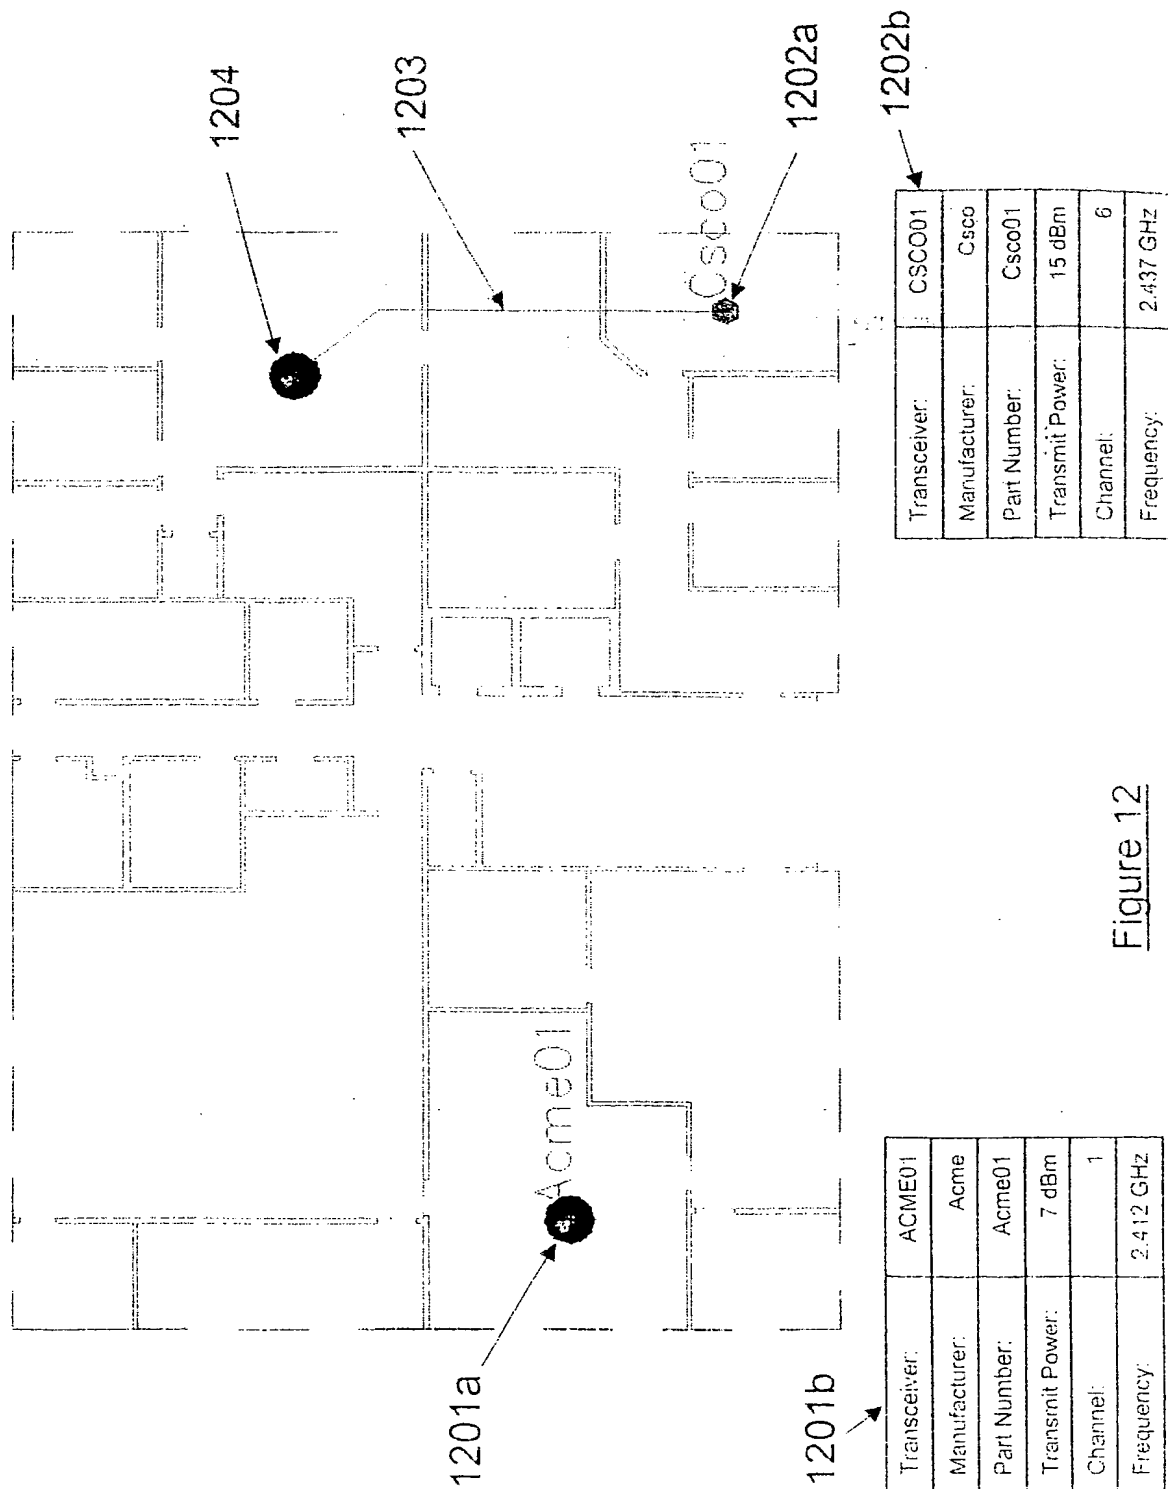 1204
1203
1202a
1202b
Csco01
Transceiver: CSCO01
Manufacturer: Csco
Part Number: Csco01
Transmit Power: 15 dBm
Channel: 6
Frequency: 2.437 GHz
Acme01
1201a
1201b
Transceiver: ACME01
Manufacturer: Acme
Part Number: Acme01
Transmit Power: 7 dBm
Channel: 1
Frequency: 2.412 GHz
Figure 12